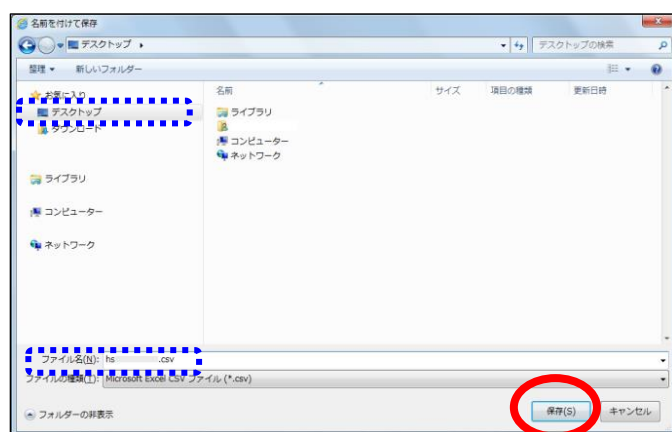 名前を付けて保存
デスクトップ
デスクトップの検索
整理 新しいフォルダー
お気に入り
デスクトップ
ダウンロード
ライブラリ
コンピューター
ネットワーク
名前 サイズ 項目の種類 更新日時
ライブラリ
コンピューター
ネットワーク
ファイル名(N): hs .csv
ファイルの種類(T): Microsoft Excel CSV ファイル (*.csv)
フォルダーの非表示 保存(S) キャンセル